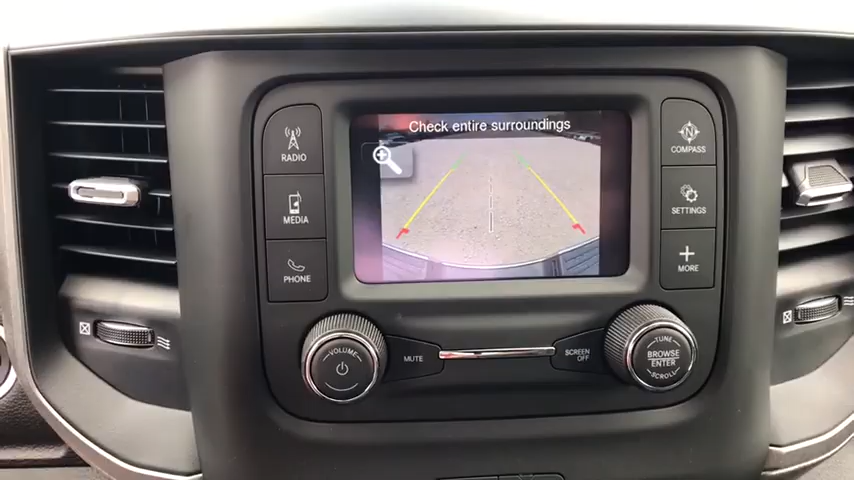 Check entire surroundings
RADIO
MEDIA
PHONE
N
COMPASS
SETTINGS
MORE
VOLUME
MUTE
SCREEN
OFF
TUNE
BROWSE
ENTER
SCROLL